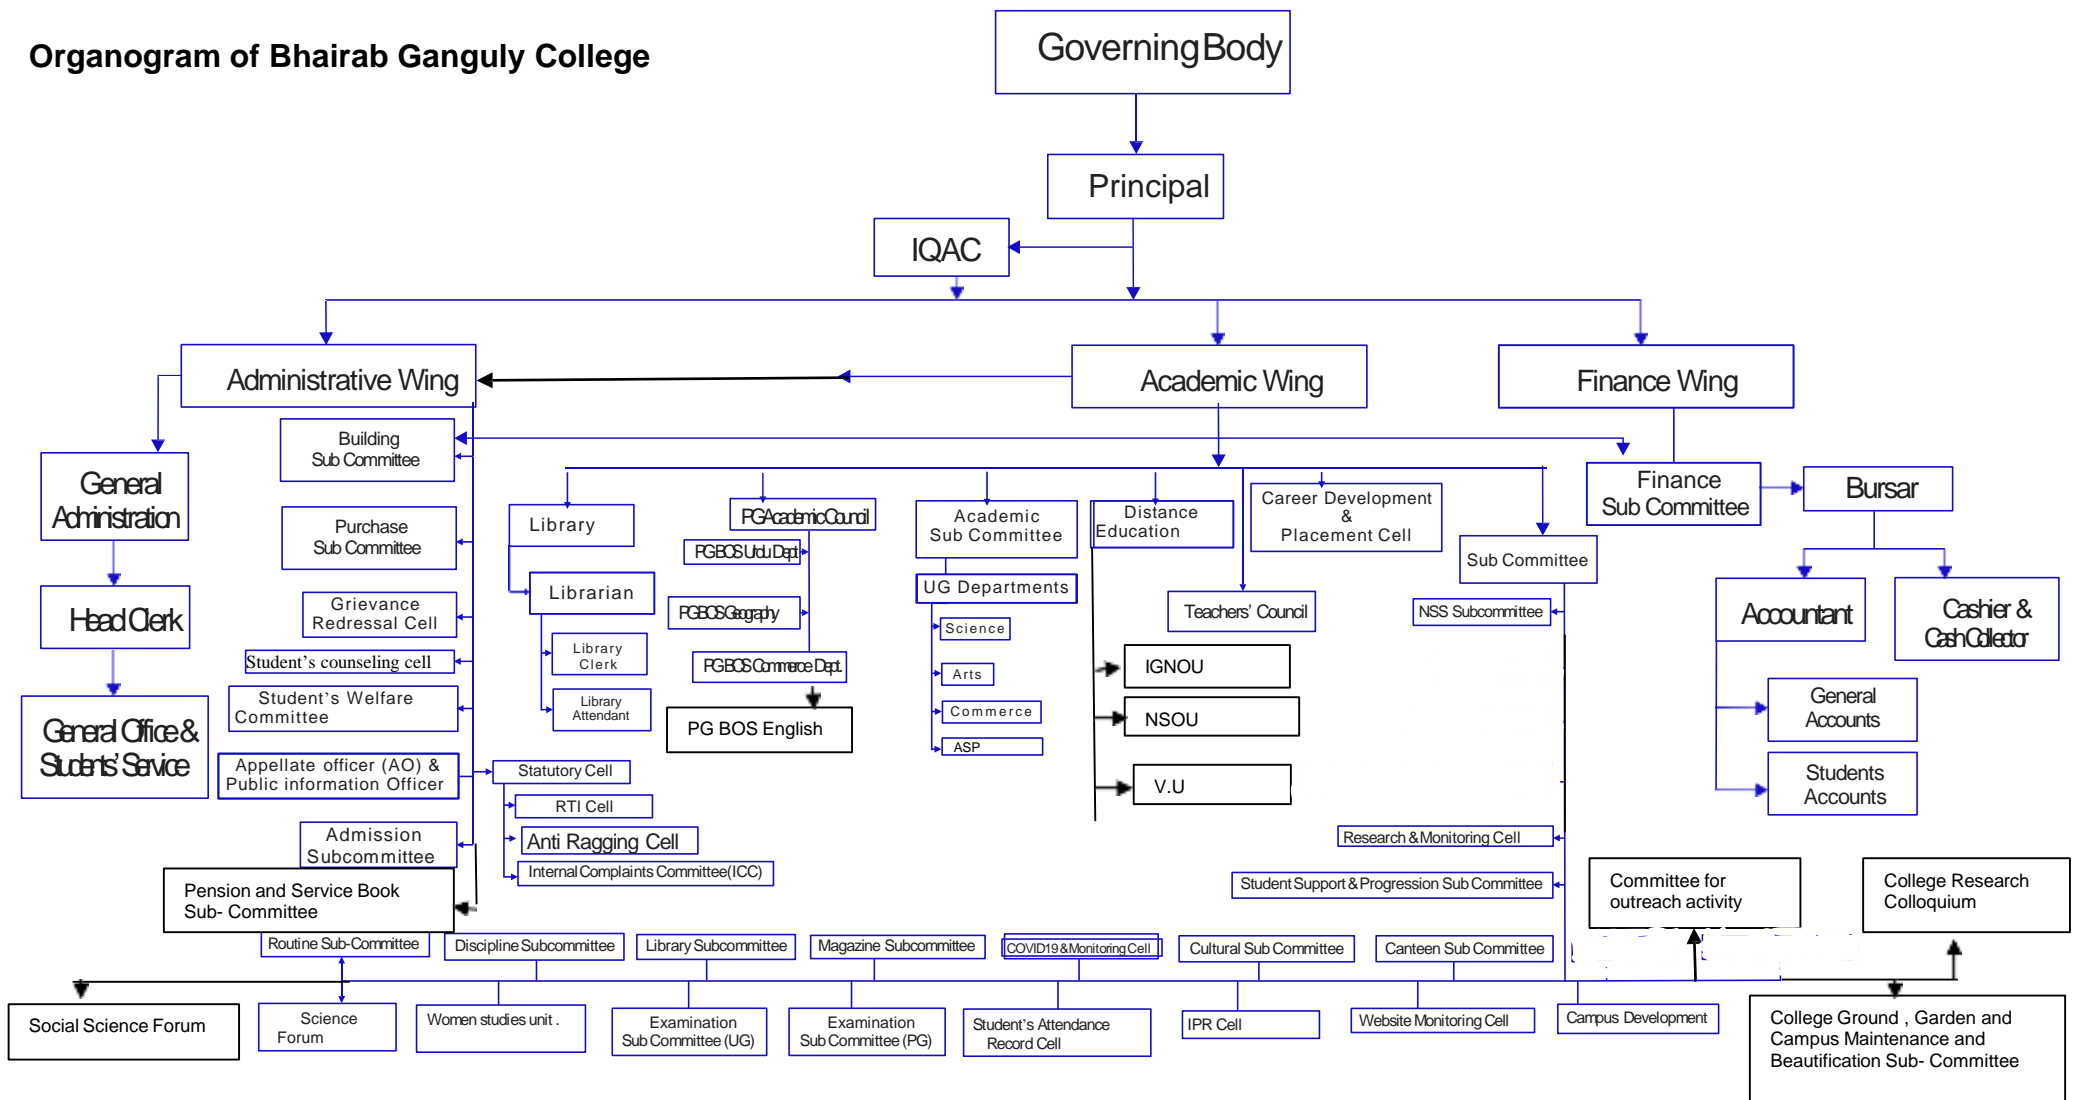 Organogram of Bhairab Ganguly College
Governing Body
Principal
IQAC
Administrative Wing
Academic Wing
Finance Wing
General
Administration
Head Clerk
General Office &
Students' Service
Building
Sub Committee
Purchase
Sub Committee
Grievance
Redressal Cell
Student's counseling cell
Student's Welfare
Committee
Appellate officer (AO) &
Public information Officer
Admission
Subcommittee
Pension and Service Book
Sub- Committee
Statutory Cell
RTI Cell
Anti Ragging Cell
Internal Complaints Committee(ICC)
Library
Librarian
Library
Clerk
Library
Attendant
PG Academic Council
PG BOS Urdu Dept
PG BOS Geography
PG BOS Commerce Dept.
PG BOS English
Academic
Sub Committee
UG Departments
Science
Arts
Commerce
ASP
Distance
Education
IGNOU
NSOU
V.U
Teachers' Council
Career Development
&
Placement Cell
Sub Committee
NSS Subcommittee
Research & Monitoring Cell
Student Support & Progression Sub Committee
Finance
Sub Committee
Bursar
Accountant
Cashier &
Cash Collector
General
Accounts
Students
Accounts
Committee for
outreach activity
College Research
Colloquium
Routine Sub-Committee
Discipline Subcommittee
Library Subcommittee
Magazine Subcommittee
COVID19 & Monitoring Cell
Cultural Sub Committee
Canteen Sub Committee
Social Science Forum
Science
Forum
Women studies unit .
Examination
Sub Committee (UG)
Examination
Sub Committee (PG)
Student's Attendance
Record Cell
IPR Cell
Website Monitoring Cell
Campus Development
College Ground , Garden and
Campus Maintenance and
Beautification Sub- Committee